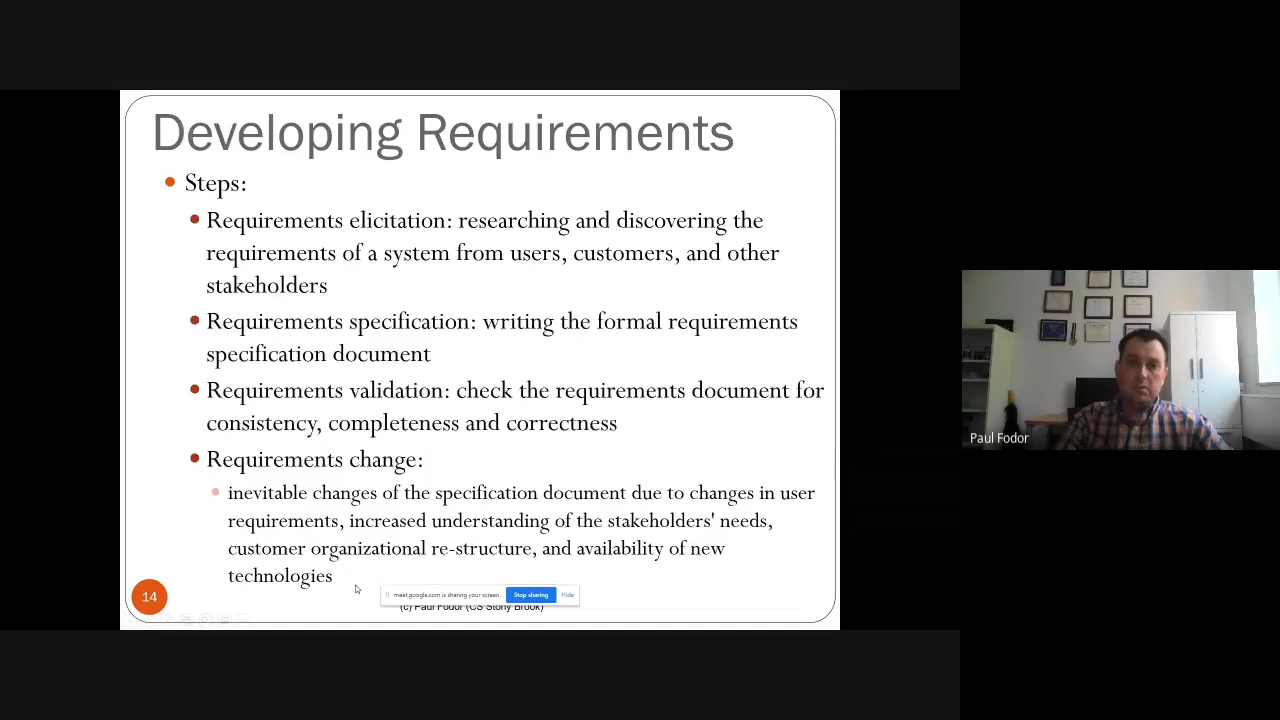 Developing Requirements
Steps:
Requirements elicitation: researching and discovering the
requirements of a system from users, customers, and other
stakeholders
Requirements specification: writing the formal requirements
specification document
Requirements validation: check the requirements document for
consistency, completeness and correctness
Requirements change:
inevitable changes of the specification document due to changes in user
requirements, increased understanding of the stakeholders' needs,
customer organizational re-structure, and availability of new
technologies
14
meet.google.com is sharing your screen. Stop sharing Hide
(c) Paul Fodor (CS Stony Brook)
Paul Fodor